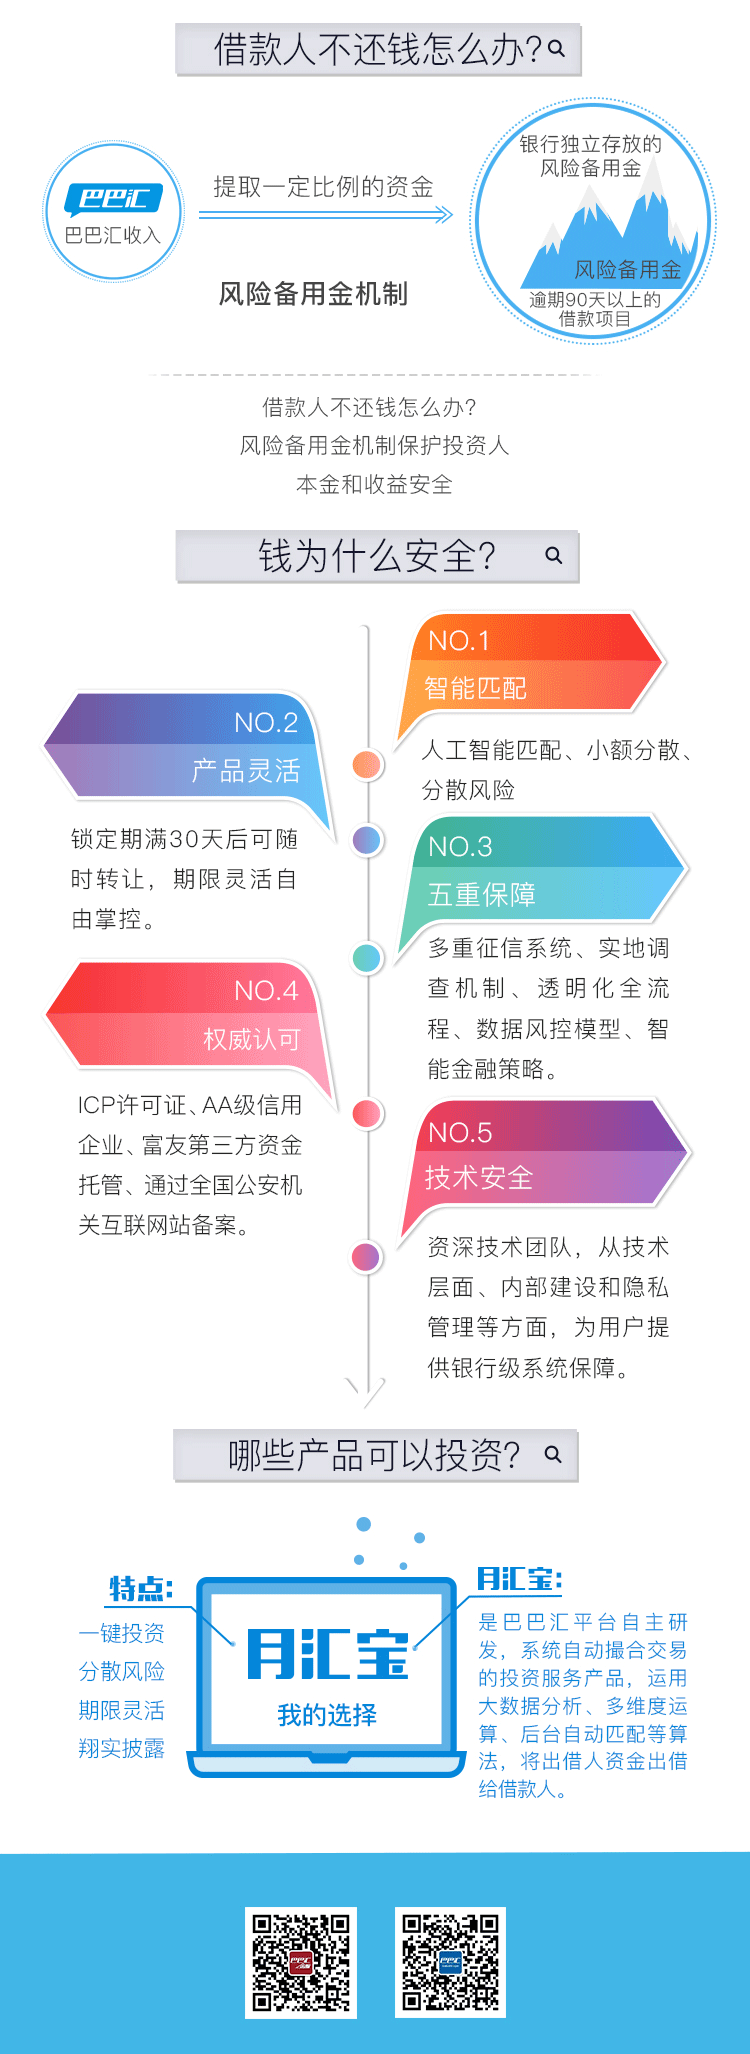 借款人不还钱怎么办?
银行独立存放的
风险备用金
巴巴汇
巴巴汇收入
提取一定比例的资金
风险备用金机制
风险备用金
逾期90天以上的
借款项目
借款人不还钱怎么办?
风险备用金机制保护投资人
本金和收益安全
钱为什么安全?
NO.1
智能匹配
人工智能匹配、小额分散、
分散风险
NO.2
产品灵活
锁定期满30天后可随
时转让，期限灵活自
由掌控。
NO.3
五重保障
多重征信系统、实地调
查机制、透明化全流
程、数据风控模型、智
能金融策略。
NO.4
权威认可
ICP许可证、AA级信用
企业、富友第三方资金
托管、通过全国公安机
关互联网站备案。
NO.5
技术安全
资深技术团队，从技术
层面、内部建设和隐私
管理等方面，为用户提
供银行级系统保障。
哪些产品可以投资?
特点:
一键投资
分散风险
期限灵活
翔实披露
月汇宝
我的选择
月汇宝:
是巴巴汇平台自主研
发，系统自动撮合交易
的投资服务产品，运用
大数据分析、多维度运
算、后台自动匹配等算
法，将出借人资金出借
给借款人。